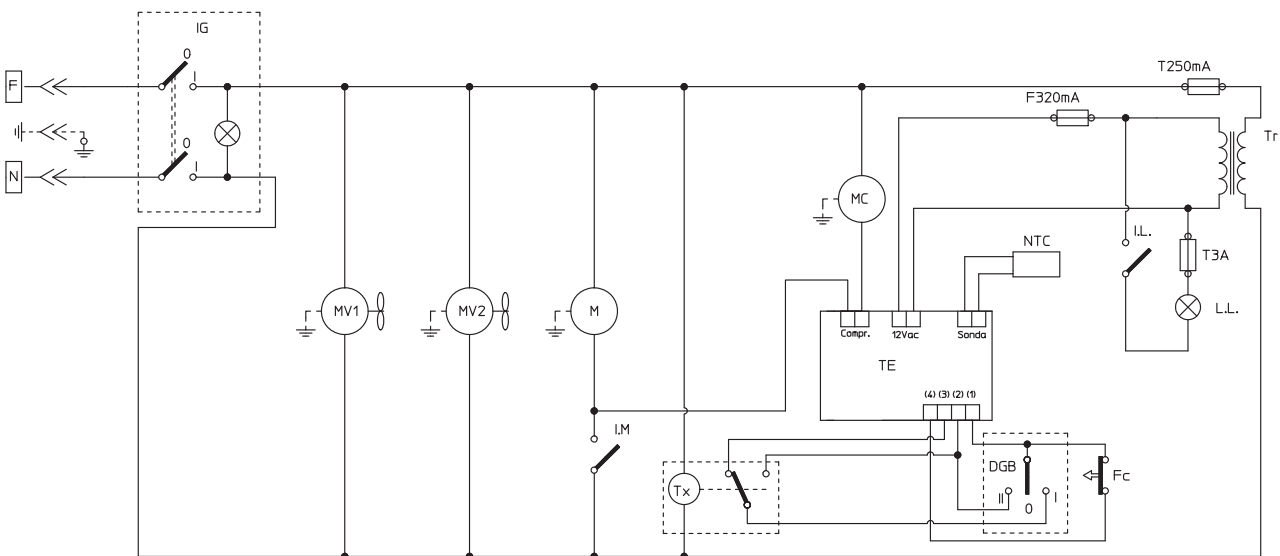 IG
0
I
T250mA
F
F320mA
Tr
0
I
N
MC
I.L.
NTC
T3A
MV1
MV2
M
L.L.
Compr.
12Vac
Sonda
TE
(4) (3) (2) (1)
I.M
DGB
Fc
Tx
II
I
0